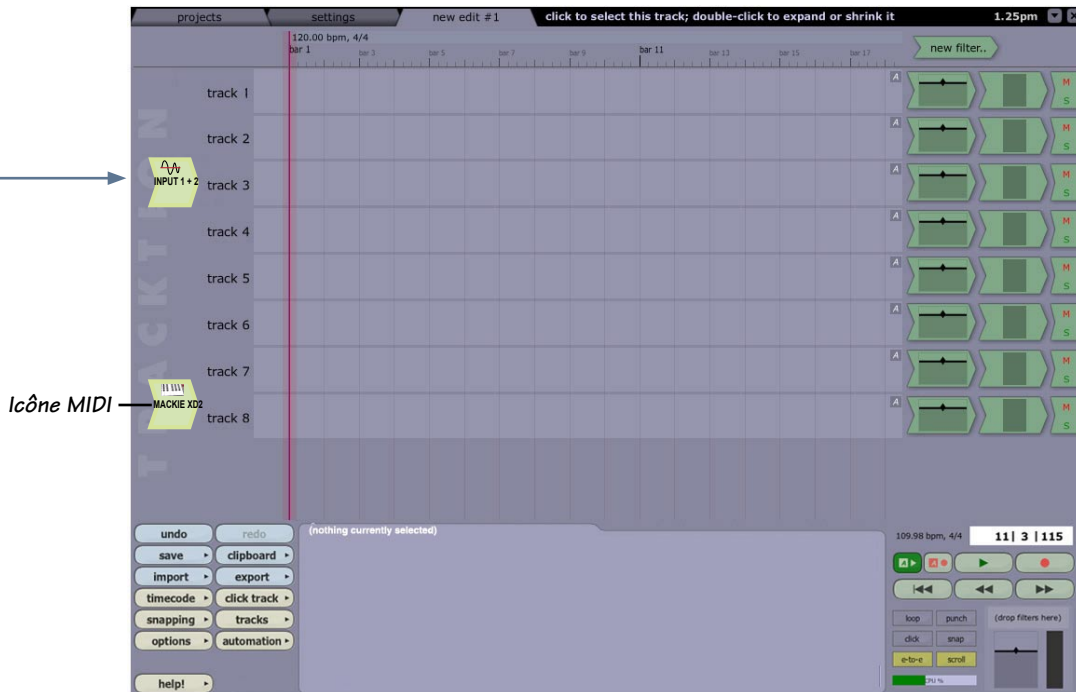 projects settings new edit #1 click to select this track; double-click to expand or shrink it 1.25pm
120.00 bpm, 4/4
bar 1 bar 3 bar 5 bar 7 bar 9 bar 11 bar 13 bar 15 bar 17
new filter..
TRACKTION
track 1 A M S
track 2 A M S
INPUT 1 + 2
track 3 A M S
track 4 A M S
track 5 A M S
track 6 A M S
track 7 A M S
Icône MIDI
MACKIE XD2
track 8 A M S
undo redo
save clipboard
import export
timecode click track
snapping tracks
options automation
help!
(nothing currently selected)
109.98 bpm, 4/4 11| 3 |115
A A
loop punch
click snap
e-to-e scroll
CPU %
(drop filters here)